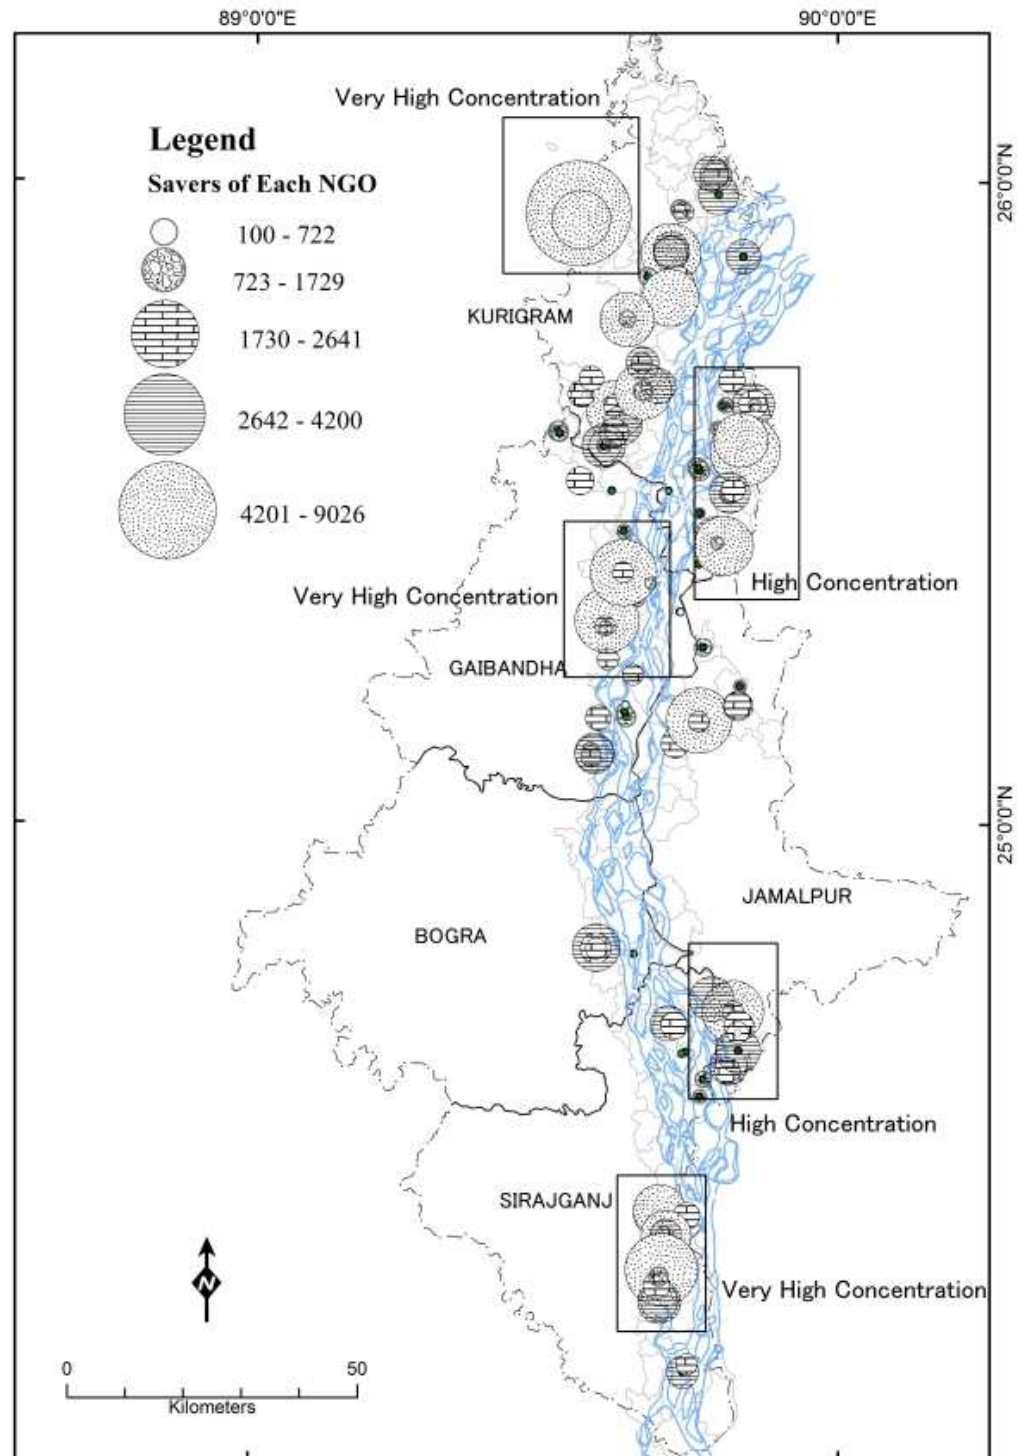 89°0'0"E
90°0'0"E
Very High Concentration
Legend
26°0'0"N
Savers of Each NGO
100 - 722
723 - 1729
KURIGRAM
1730 - 2641
2642 - 4200
4201 - 9026
High Concentration
Very High Concentration
GAIBANDHA
25°0'0"N
JAMALPUR
BOGRA
High Concentration
SIRAJGANJ
N
Very High Concentration
0
50
Kilometers